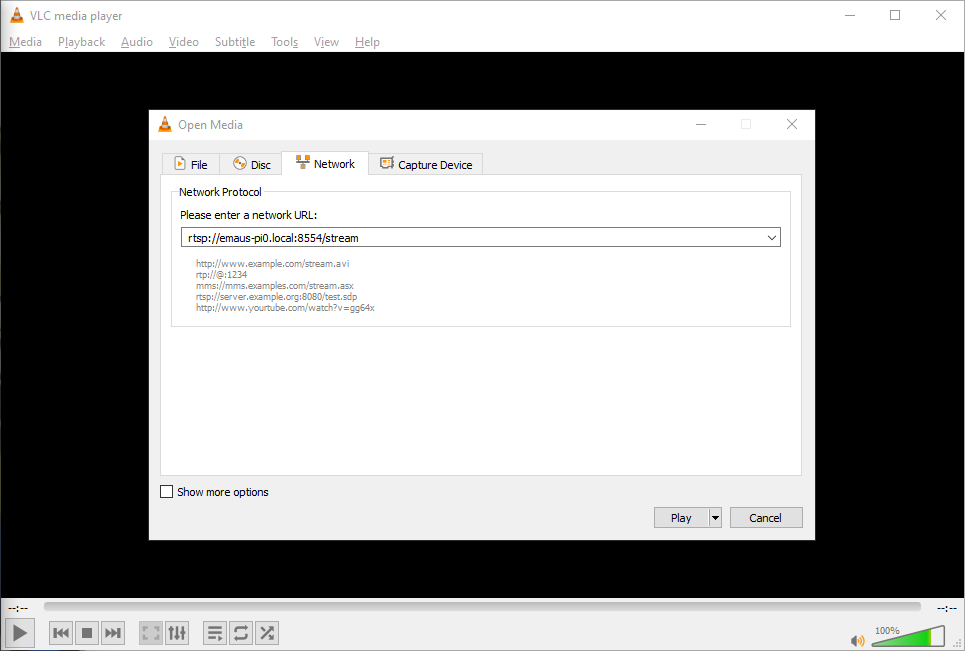 VLC media player
Media Playback Audio Video Subtitle Tools View Help
Open Media
File Disc Network Capture Device
Network Protocol
Please enter a network URL:
rtsp://emaus-pi0.local:8554/stream
http://www.example.com/stream.avi
rtp://@:1234
mms://mms.examples.com/stream.asx
rtsp://server.example.org:8080/test.sdp
http://www.yourtube.com/watch?v=gg64x
Show more options
Play Cancel
--:-- --:--
100%